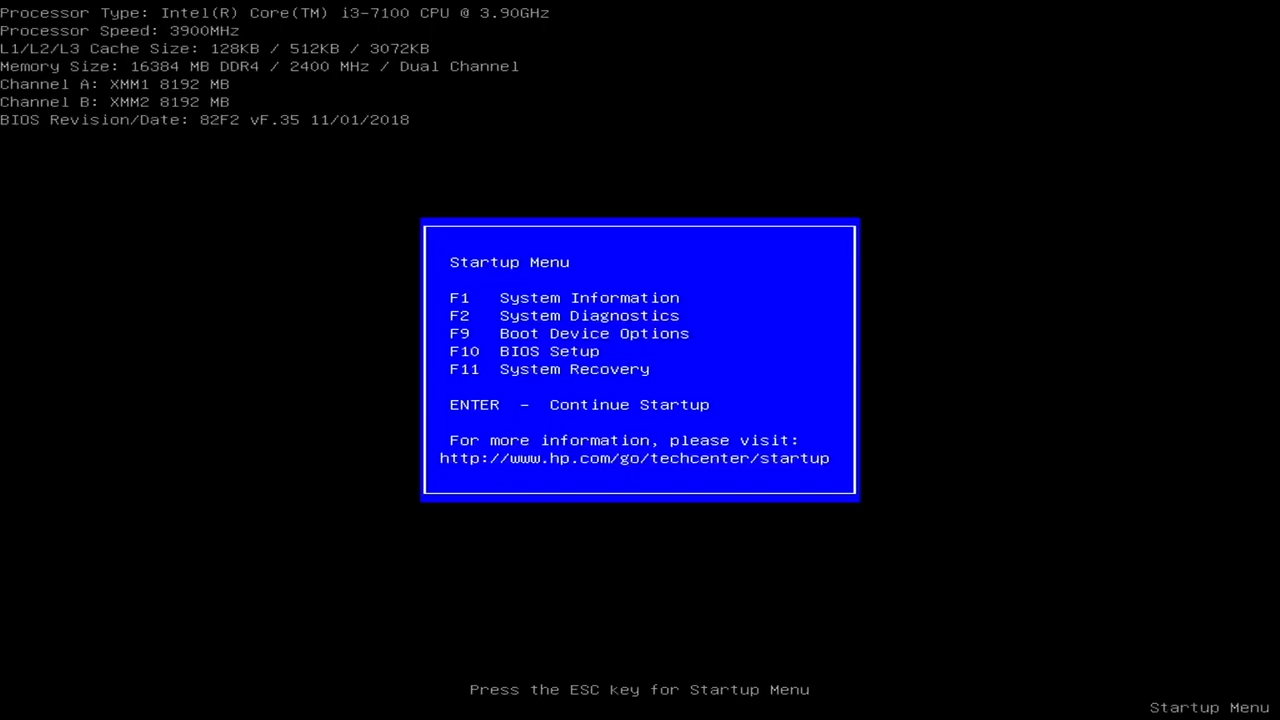 Processor Type: Intel(R) Core(TM) i3-7100 CPU @ 3.90GHz
Processor Speed: 3900MHz
L1/L2/L3 Cache Size: 128KB / 512KB / 3072KB
Memory Size: 16384 MB DDR4 / 2400 MHz / Dual Channel
Channel A: XMM1 8192 MB
Channel B: XMM2 8192 MB
BIOS Revision/Date: 82F2 vF.35 11/01/2018
Startup Menu
F1 System Information
F2 System Diagnostics
F9 Boot Device Options
F10 BIOS Setup
F11 System Recovery
ENTER - Continue Startup
For more information, please visit:
http://www.hp.com/go/techcenter/startup
Press the ESC key for Startup Menu
Startup Menu